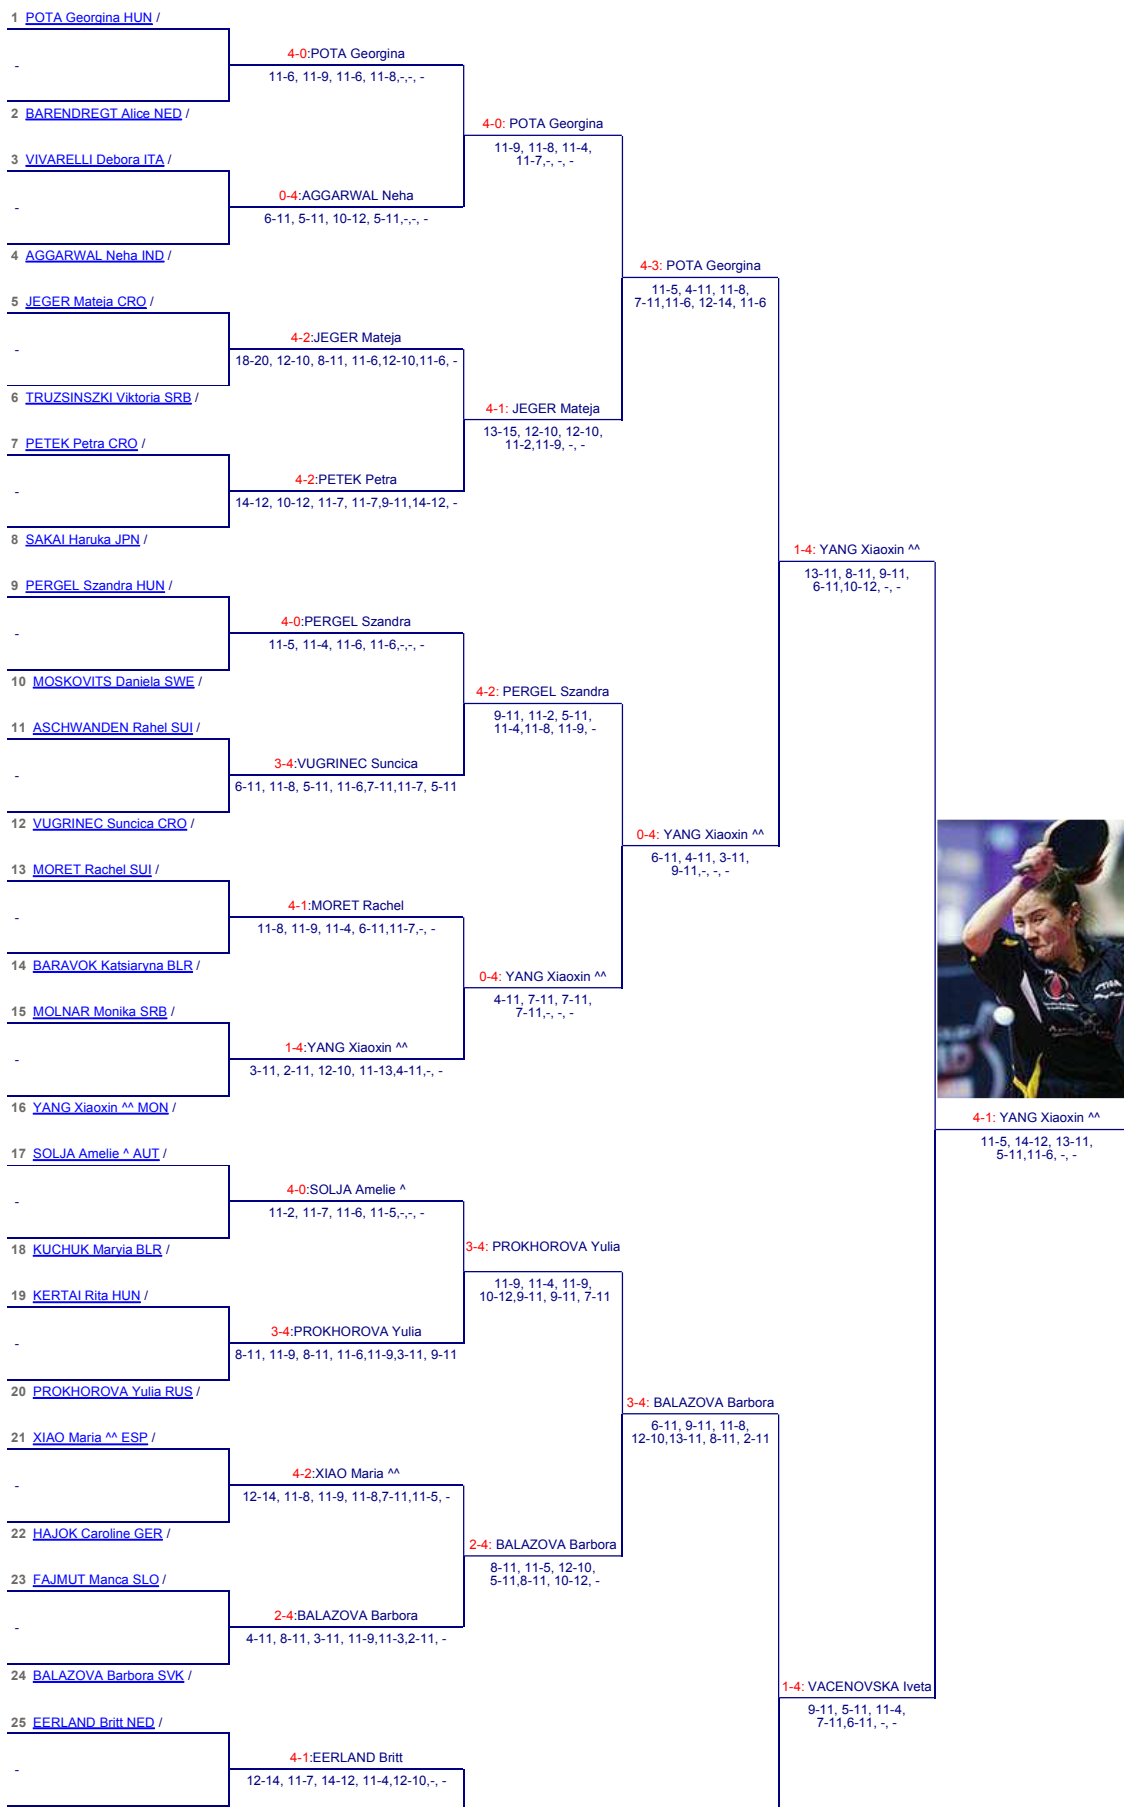 1 POTA Georgina HUN /
4-0:POTA Georgina
-
11-6, 11-9, 11-6, 11-8,-,-, -
2 BARENDREGT Alice NED /
4-0: POTA Georgina
11-9, 11-8, 11-4,
11-7,-, -, -
3 VIVARELLI Debora ITA /
0-4:AGGARWAL Neha
-
6-11, 5-11, 10-12, 5-11,-,-, -
4 AGGARWAL Neha IND /
4-3: POTA Georgina
11-5, 4-11, 11-8,
7-11,11-6, 12-14, 11-6
5 JEGER Mateja CRO /
4-2:JEGER Mateja
-
18-20, 12-10, 8-11, 11-6,12-10,11-6, -
6 TRUZSINSZKI Viktoria SRB /
4-1: JEGER Mateja
13-15, 12-10, 12-10,
11-2,11-9, -, -
7 PETEK Petra CRO /
4-2:PETEK Petra
-
14-12, 10-12, 11-7, 11-7,9-11,14-12, -
8 SAKAI Haruka JPN /
1-4: YANG Xiaoxin ^^
13-11, 8-11, 9-11,
6-11,10-12, -, -
9 PERGEL Szandra HUN /
4-0:PERGEL Szandra
-
11-5, 11-4, 11-6, 11-6,-,-, -
10 MOSKOVITS Daniela SWE /
4-2: PERGEL Szandra
9-11, 11-2, 5-11,
11-4,11-8, 11-9, -
11 ASCHWANDEN Rahel SUI /
3-4:VUGRINEC Suncica
-
6-11, 11-8, 5-11, 11-6,7-11,11-7, 5-11
12 VUGRINEC Suncica CRO /
0-4: YANG Xiaoxin ^^
6-11, 4-11, 3-11,
9-11,-, -, -
13 MORET Rachel SUI /
4-1:MORET Rachel
-
11-8, 11-9, 11-4, 6-11,11-7,-, -
14 BARAVOK Katsiaryna BLR /
0-4: YANG Xiaoxin ^^
4-11, 7-11, 7-11,
7-11,-, -, -
15 MOLNAR Monika SRB /
1-4:YANG Xiaoxin ^^
-
3-11, 2-11, 12-10, 11-13,4-11,-, -
16 YANG Xiaoxin ^^ MON /
4-1: YANG Xiaoxin ^^
11-5, 14-12, 13-11,
5-11,11-6, -, -
17 SOLJA Amelie ^ AUT /
4-0:SOLJA Amelie ^
-
11-2, 11-7, 11-6, 11-5,-,-, -
18 KUCHUK Maryia BLR /
3-4: PROKHOROVA Yulia
11-9, 11-4, 11-9,
10-12,9-11, 9-11, 7-11
19 KERTAI Rita HUN /
3-4:PROKHOROVA Yulia
-
8-11, 11-9, 8-11, 11-6,11-9,3-11, 9-11
20 PROKHOROVA Yulia RUS /
3-4: BALAZOVA Barbora
6-11, 9-11, 11-8,
12-10,13-11, 8-11, 2-11
21 XIAO Maria ^^ ESP /
4-2:XIAO Maria ^^
-
12-14, 11-8, 11-9, 11-8,7-11,11-5, -
22 HAJOK Caroline GER /
2-4: BALAZOVA Barbora
8-11, 11-5, 12-10,
5-11,8-11, 10-12, -
23 FAJMUT Manca SLO /
2-4:BALAZOVA Barbora
-
4-11, 8-11, 3-11, 11-9,11-3,2-11, -
24 BALAZOVA Barbora SVK /
1-4: VACENOVSKA Iveta
9-11, 5-11, 11-4,
7-11,6-11, -, -
25 EERLAND Britt NED /
4-1:EERLAND Britt
-
12-14, 11-7, 14-12, 11-4,12-10,-, -